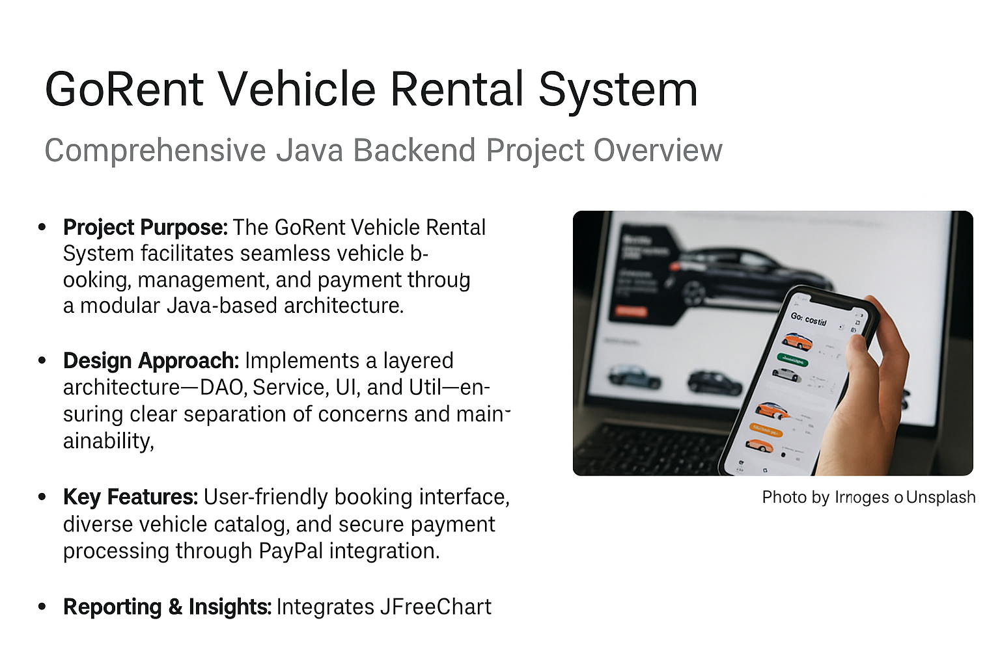 GoRent Vehicle Rental System
Comprehensive Java Backend Project Overview
• Project Purpose: The GoRent Vehicle Rental
System facilitates seamless vehicle b-
ooking, management, and payment throug
a modular Java-based architecture.
• Design Approach: Implements a layered
architecture—DAO, Service, UI, and Util—en-
suring clear separation of concerns and main-
ainability,
• Key Features: User-friendly booking interface,
diverse vehicle catalog, and secure payment
processing through PayPal integration.
• Reporting & Insights: Integrates JFreeChart
Go: costid
Photo by Irnoges o Unsplash